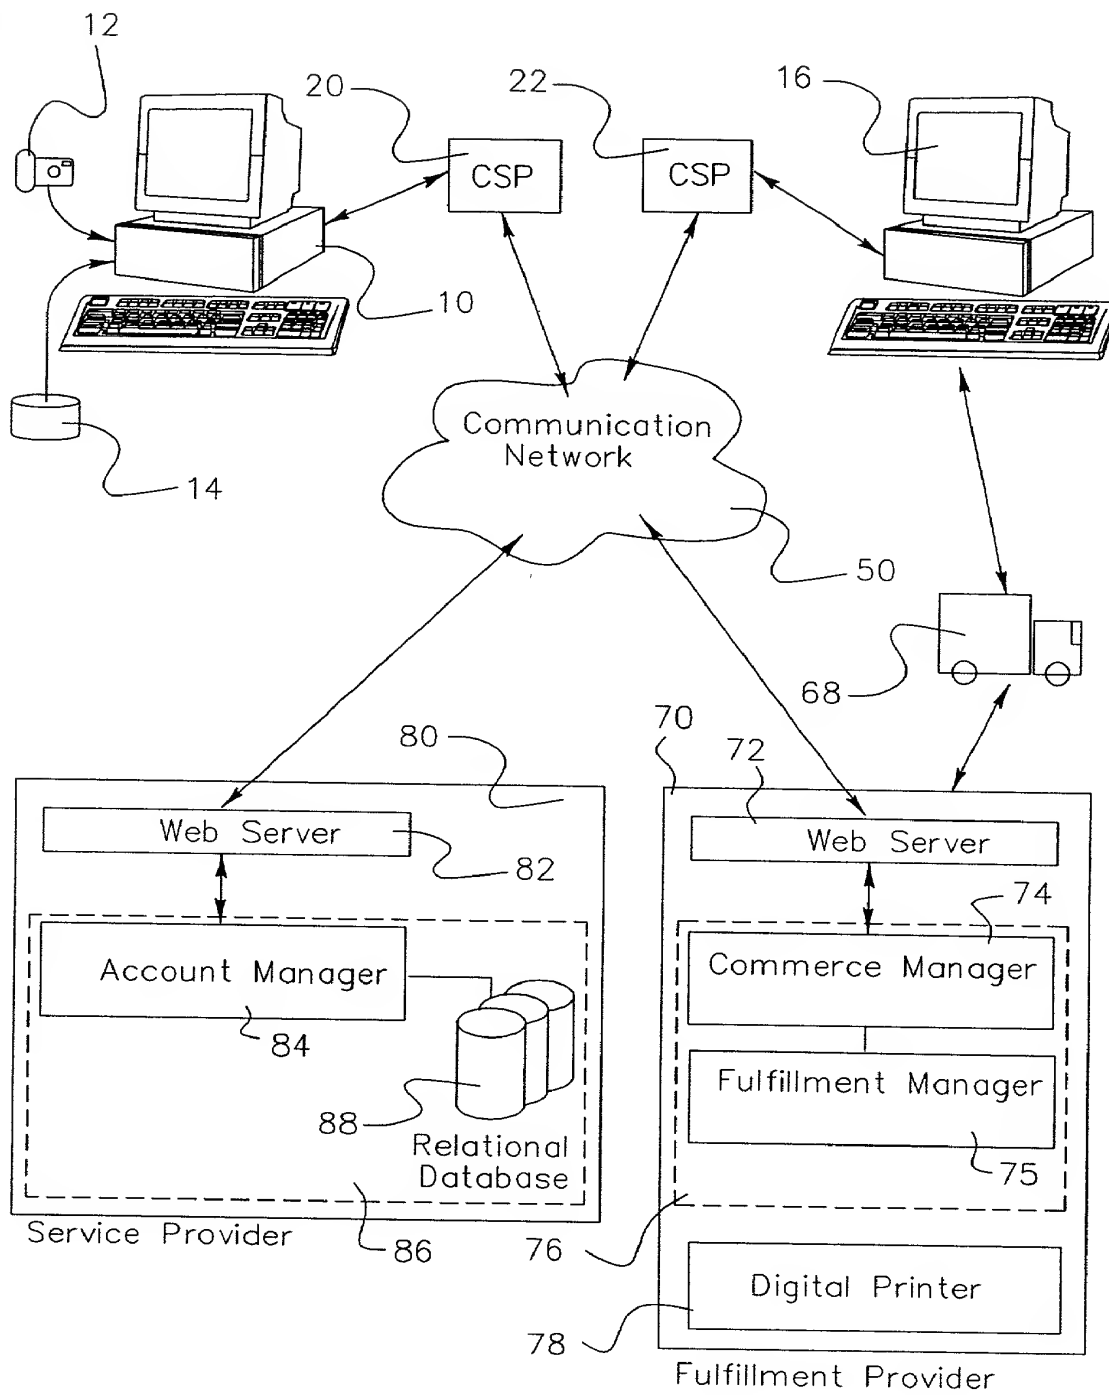 12
20
22
16
CSP
CSP
10
14
Communication
Network
50
68
80
70
72
Web Server
82
Web Server
74
Account Manager
84
Commerce Manager
88
Relational
Database
Fulfillment Manager
75
86
76
Service Provider
Digital Printer
78
Fulfillment Provider